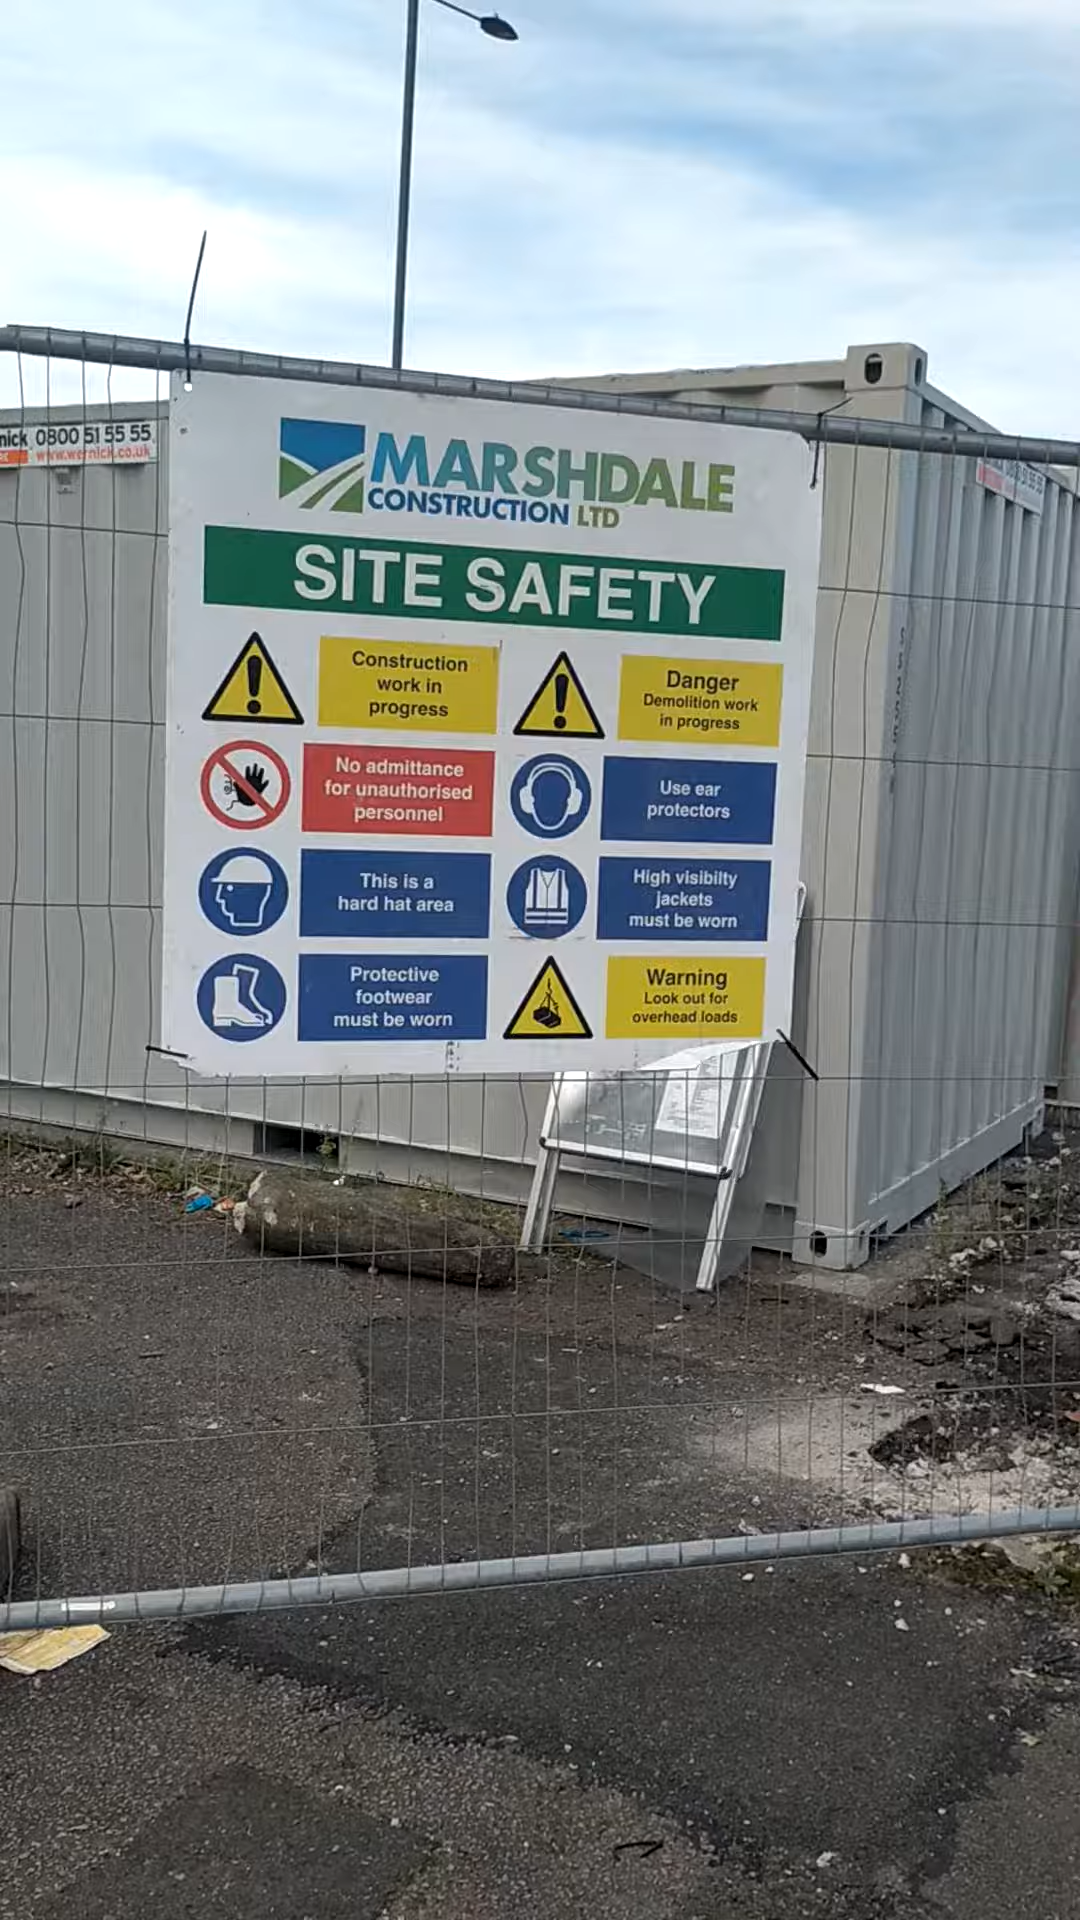 nick 0800 51 55 55
www.wernick.co.uk
MARSHDALE
CONSTRUCTION LTD
SITE SAFETY
Construction
work in
progress
Danger
Demolition work
in progress
No admittance
for unauthorised
personnel
Use ear
protectors
This is a
hard hat area
High visibilty
jackets
must be worn
Protective
footwear
must be worn
Warning
Look out for
overhead loads